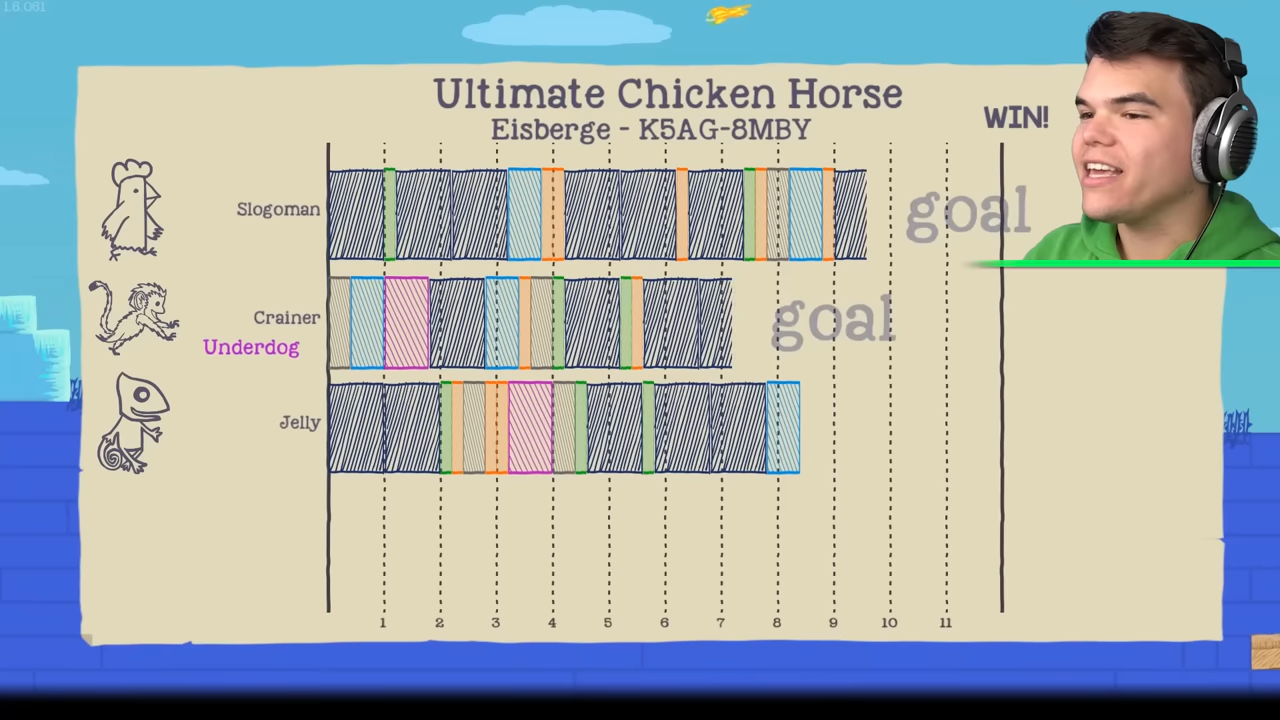 1.6.061
Ultimate Chicken Horse
Eisberge - K5AG-8MBY
WIN!
Slogoman
goal
Crainer
Underdog
goal
Jelly
1 2 3 4 5 6 7 8 9 10 11